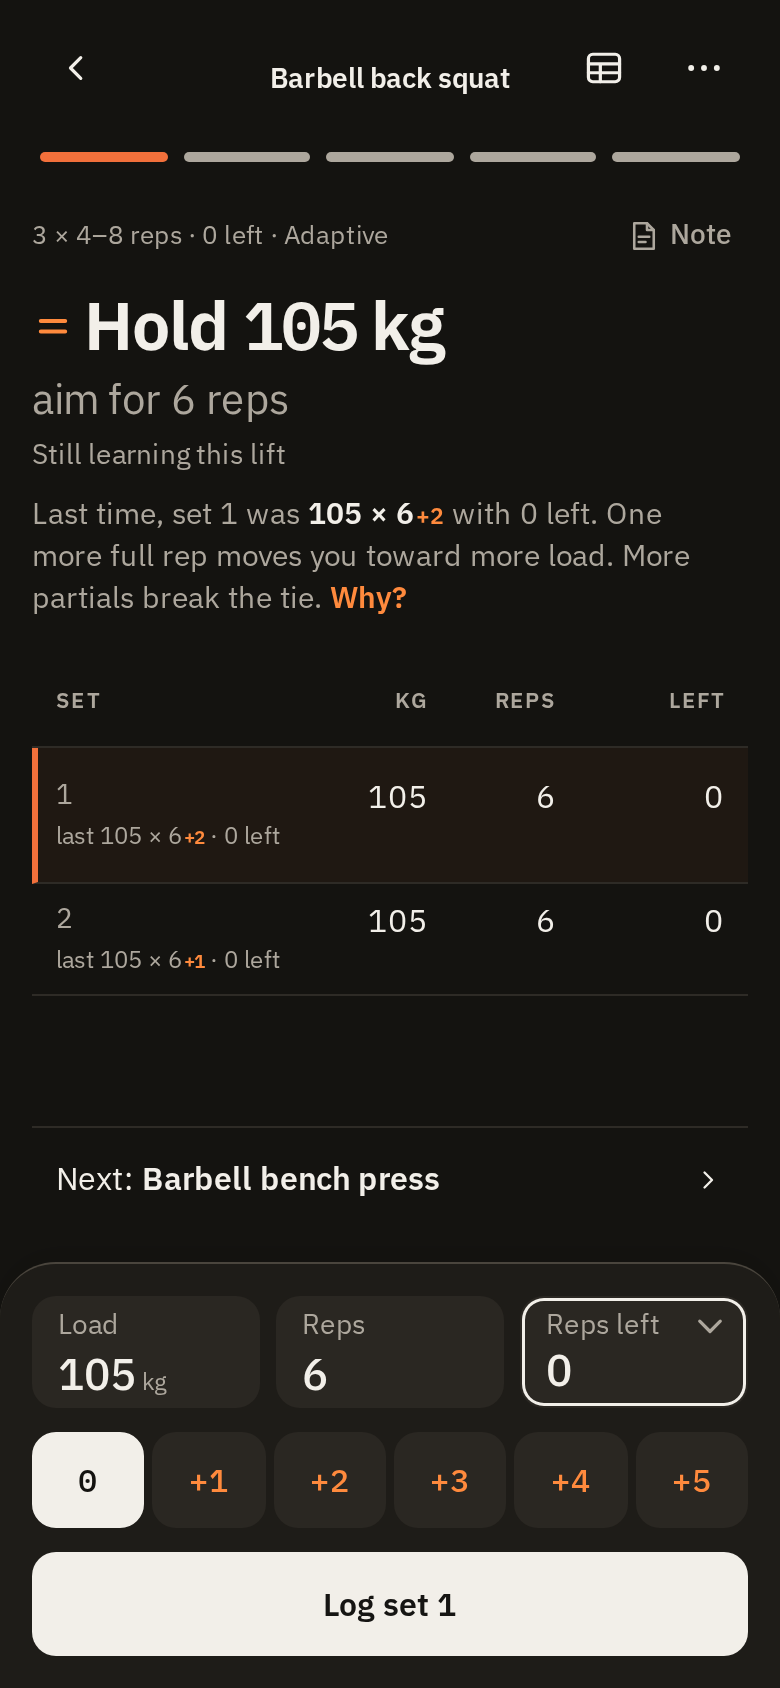 Barbell back squat
3 × 4–8 reps · 0 left · Adaptive
Note
= Hold 105 kg
aim for 6 reps
Still learning this lift
Last time, set 1 was 105 × 6+2 with 0 left. One
more full rep moves you toward more load. More
partials break the tie. Why?
SET KG REPS LEFT
1 105 6 0
last 105 × 6+2 · 0 left
2 105 6 0
last 105 × 6+1 · 0 left
Next: Barbell bench press
Load Reps Reps left
105 kg 6 0
0 +1 +2 +3 +4 +5
Log set 1